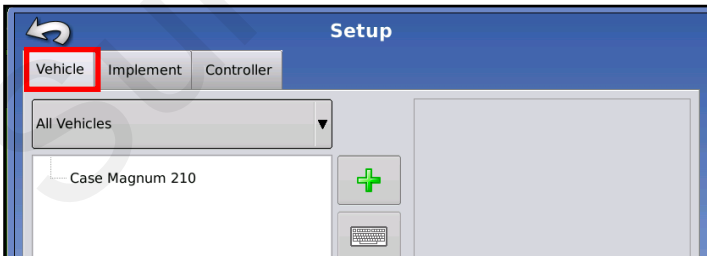 Setup
Vehicle Implement Controller
All Vehicles
Case Magnum 210